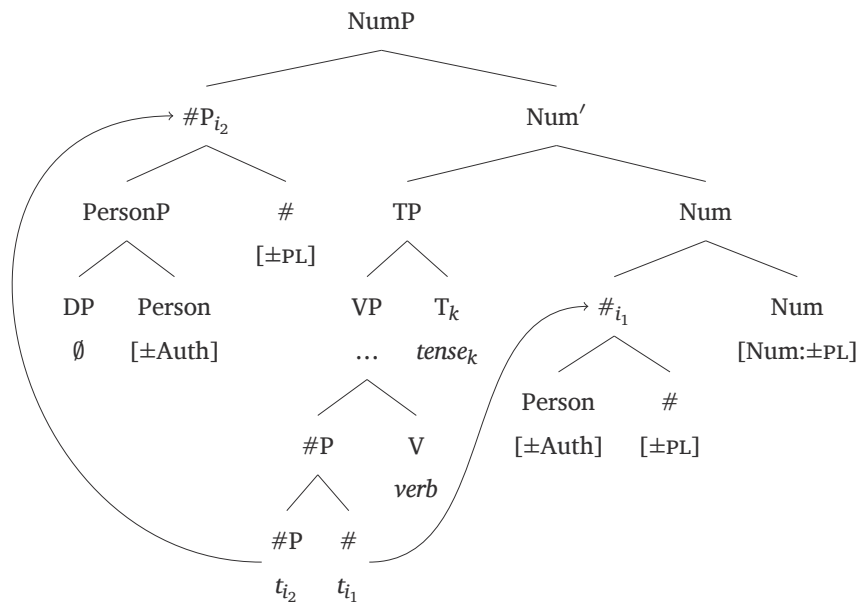 NumP
#P_{i_2} Num′
PersonP # TP Num
[±PL]
DP Person VP T_k #_{i_1} Num
∅ [±Auth] … tense_k [Num:±PL]
Person #
#P V [±Auth] [±PL]
verb
#P #
t_{i_2} t_{i_1}